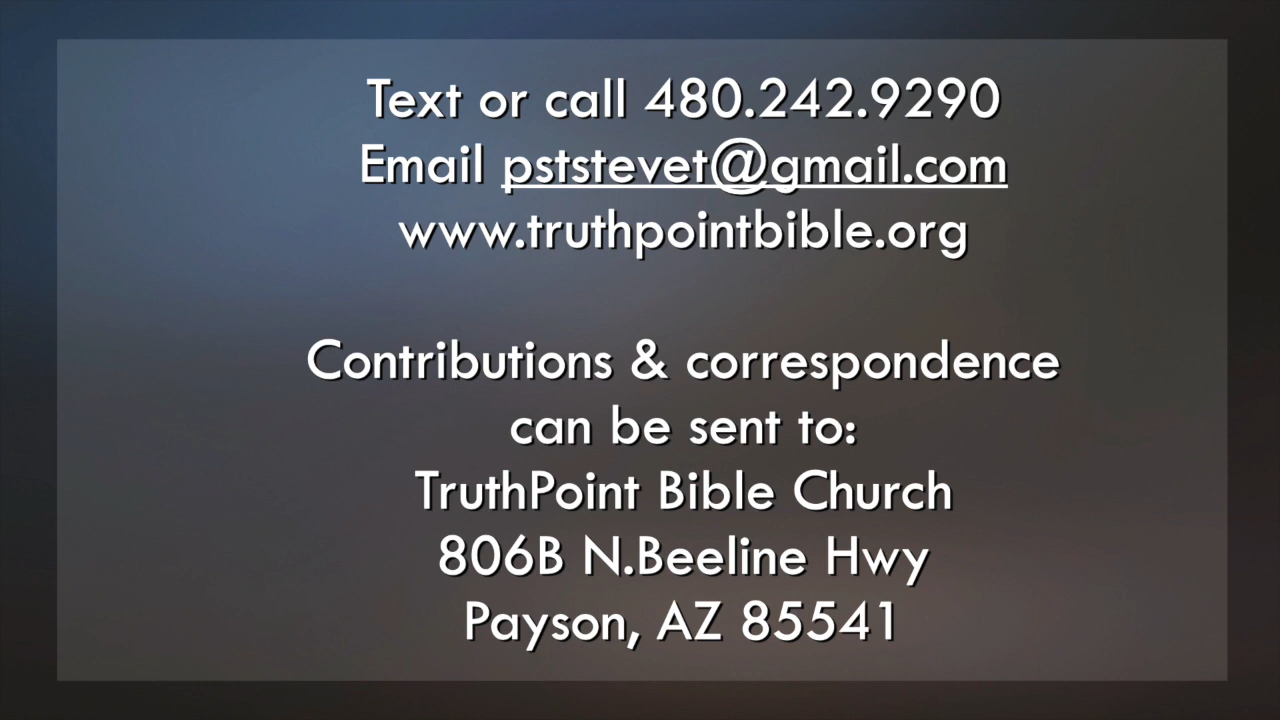 Text or call 480.242.9290
Email pststevet@gmail.com
www.truthpointbible.org
Contributions & correspondence
can be sent to:
TruthPoint Bible Church
806B N.Beeline Hwy
Payson, AZ 85541